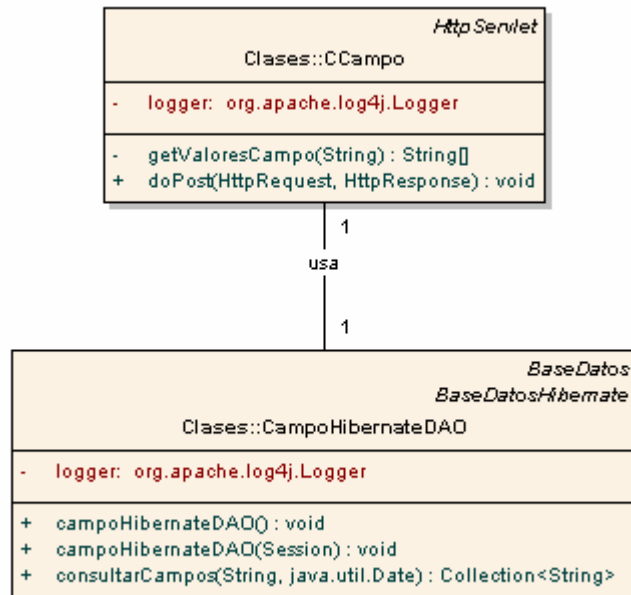 HttpServlet
Clases::CCampo
- logger: org.apache.log4j.Logger
- getValoresCampo(String) : String[]
+ doPost(HttpRequest, HttpResponse) : void
1
usa
1
BaseDatos
BaseDatosHibernate
Clases::CampoHibernateDAO
- logger: org.apache.log4j.Logger
+ campoHibernateDAO() : void
+ campoHibernateDAO(Session) : void
+ consultarCampos(String, java.util.Date) : Collection<String>